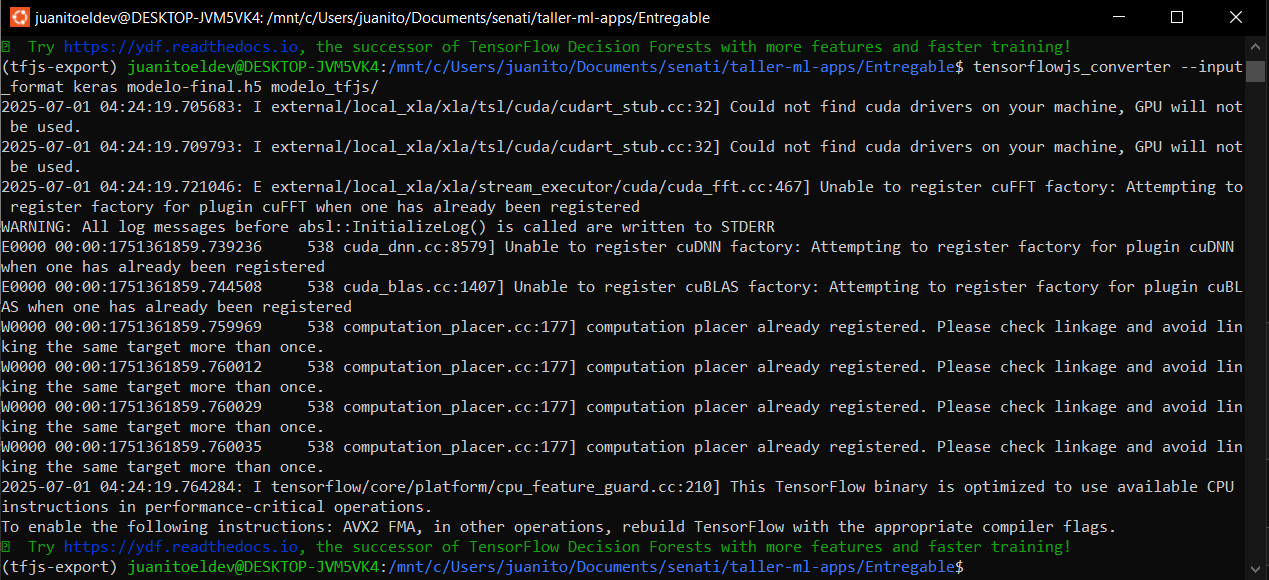 juanitoeldev@DESKTOP-JVM5VK4: /mnt/c/Users/juanito/Documents/senati/taller-ml-apps/Entregable
Try https://ydf.readthedocs.io, the successor of TensorFlow Decision Forests with more features and faster training!
(tfjs-export) juanitoeldev@DESKTOP-JVM5VK4:/mnt/c/Users/juanito/Documents/senati/taller-ml-apps/Entregable$ tensorflowjs_converter --input
_format keras modelo-final.h5 modelo_tfjs/
2025-07-01 04:24:19.705683: I external/local_xla/xla/tsl/cuda/cudart_stub.cc:32] Could not find cuda drivers on your machine, GPU will not
 be used.
2025-07-01 04:24:19.709793: I external/local_xla/xla/tsl/cuda/cudart_stub.cc:32] Could not find cuda drivers on your machine, GPU will not
 be used.
2025-07-01 04:24:19.721046: E external/local_xla/xla/stream_executor/cuda/cuda_fft.cc:467] Unable to register cuFFT factory: Attempting to
 register factory for plugin cuFFT when one has already been registered
WARNING: All log messages before absl::InitializeLog() is called are written to STDERR
E0000 00:00:1751361859.739236     538 cuda_dnn.cc:8579] Unable to register cuDNN factory: Attempting to register factory for plugin cuDNN
when one has already been registered
E0000 00:00:1751361859.744508     538 cuda_blas.cc:1407] Unable to register cuBLAS factory: Attempting to register factory for plugin cuBL
AS when one has already been registered
W0000 00:00:1751361859.759969     538 computation_placer.cc:177] computation placer already registered. Please check linkage and avoid lin
king the same target more than once.
W0000 00:00:1751361859.760012     538 computation_placer.cc:177] computation placer already registered. Please check linkage and avoid lin
king the same target more than once.
W0000 00:00:1751361859.760029     538 computation_placer.cc:177] computation placer already registered. Please check linkage and avoid lin
king the same target more than once.
W0000 00:00:1751361859.760035     538 computation_placer.cc:177] computation placer already registered. Please check linkage and avoid lin
king the same target more than once.
2025-07-01 04:24:19.764284: I tensorflow/core/platform/cpu_feature_guard.cc:210] This TensorFlow binary is optimized to use available CPU
instructions in performance-critical operations.
To enable the following instructions: AVX2 FMA, in other operations, rebuild TensorFlow with the appropriate compiler flags.
Try https://ydf.readthedocs.io, the successor of TensorFlow Decision Forests with more features and faster training!
(tfjs-export) juanitoeldev@DESKTOP-JVM5VK4:/mnt/c/Users/juanito/Documents/senati/taller-ml-apps/Entregable$